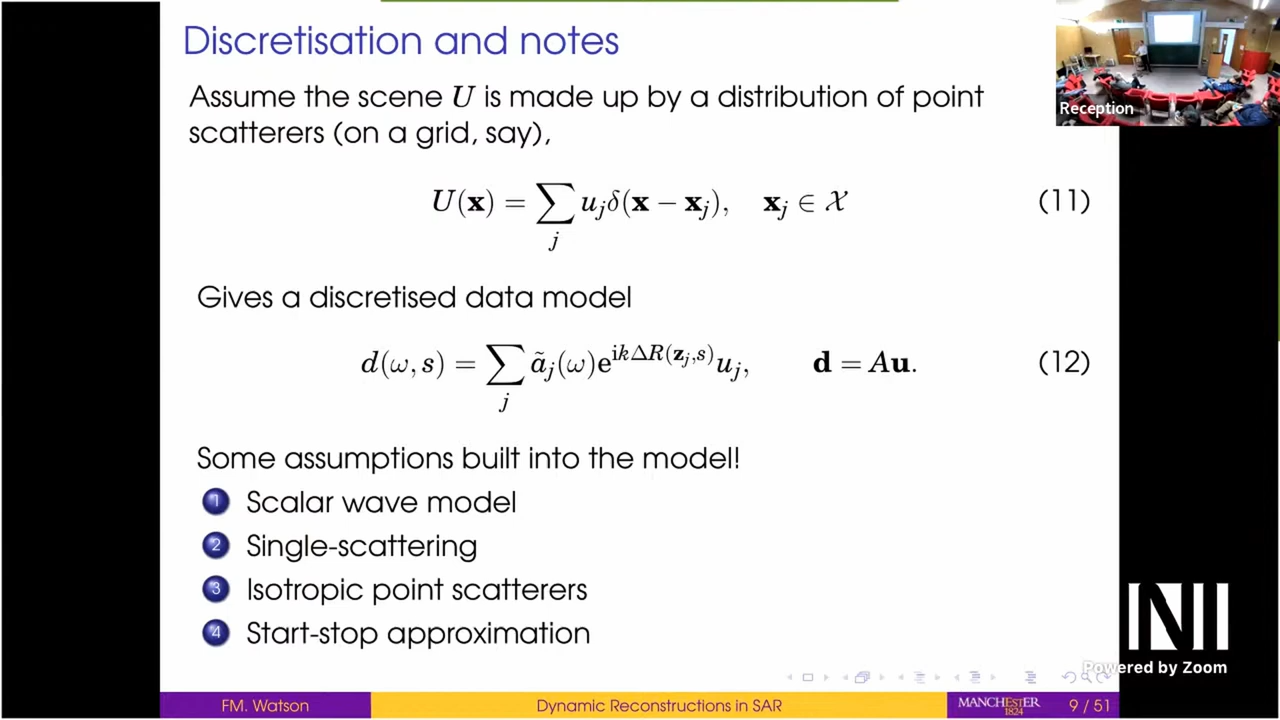 Discretisation and notes
Assume the scene U is made up by a distribution of point
scatterers (on a grid, say),
U(𝐱) = ∑_j u_j δ(𝐱 − 𝐱_j), 𝐱_j ∈ 𝒳 (11)
Gives a discretised data model
d(ω, s) = ∑_j ã_j(ω)e^{ikΔR(𝐳_j,s)} u_j, 𝐝 = A𝐮. (12)
Some assumptions built into the model!
1 Scalar wave model
2 Single-scattering
3 Isotropic point scatterers
4 Start-stop approximation
FM. Watson
Dynamic Reconstructions in SAR
MANCHESTER
1824
9 / 51
Reception
NI
Powered by Zoom